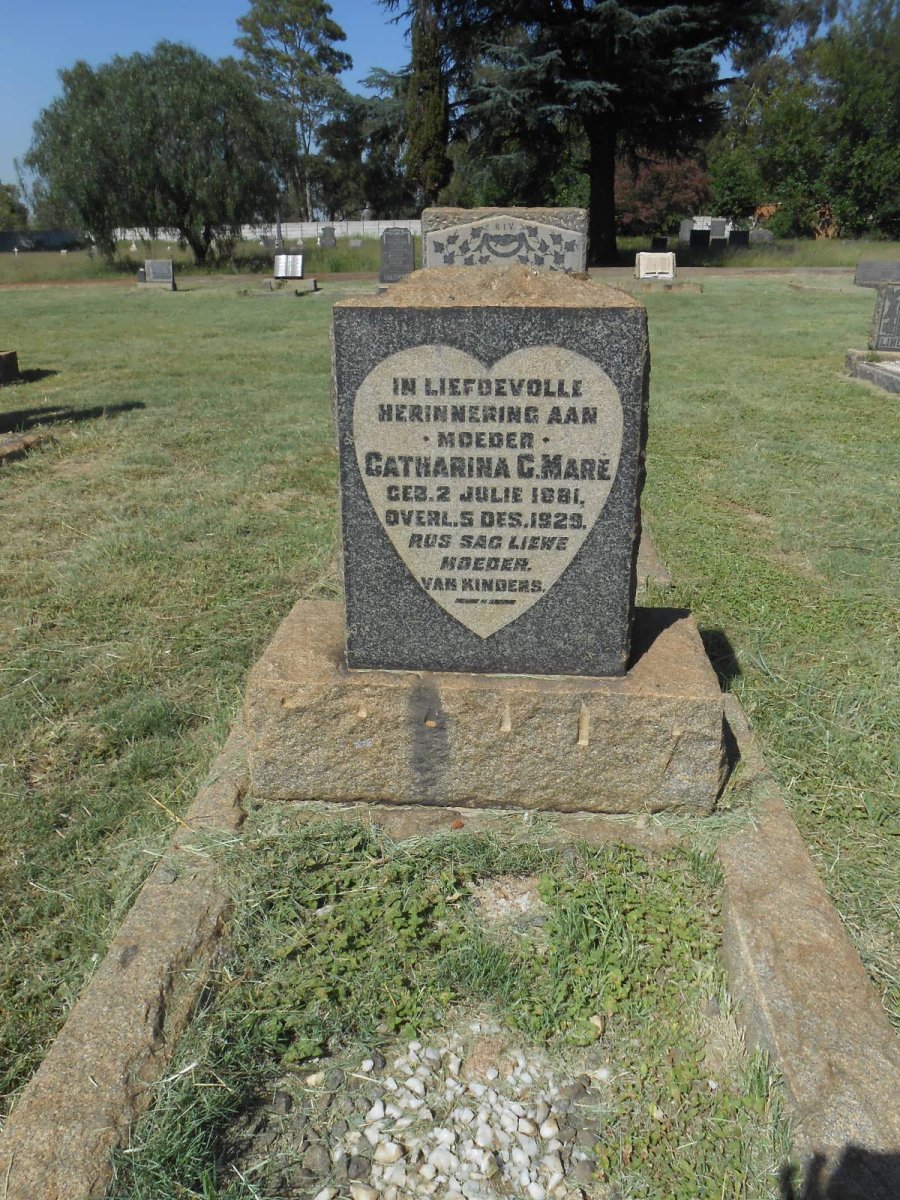 IN LIEFDEVOLLE
HERINNERING AAN
· MOEDER ·
CATHARINA C. MARÉ
GEB. 2 JULIE 1881.
OVERL. 5 DES. 1929.
RUS SAG LIEWE
MOEDER.
VAN KINDERS.